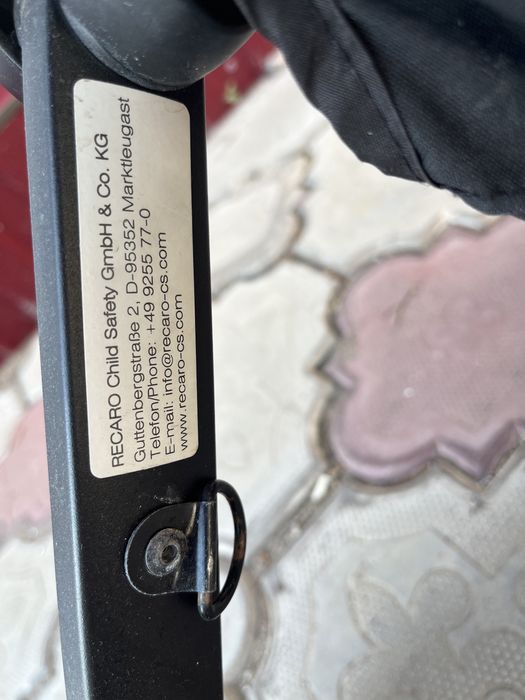 RECARO Child Safety GmbH & Co. KG
Guttenbergstraße 2, D-95352 Marktleugast
Telefon/Phone: +49 9255 77-0
E-mail: info@recaro-cs.com
www.recaro-cs.com